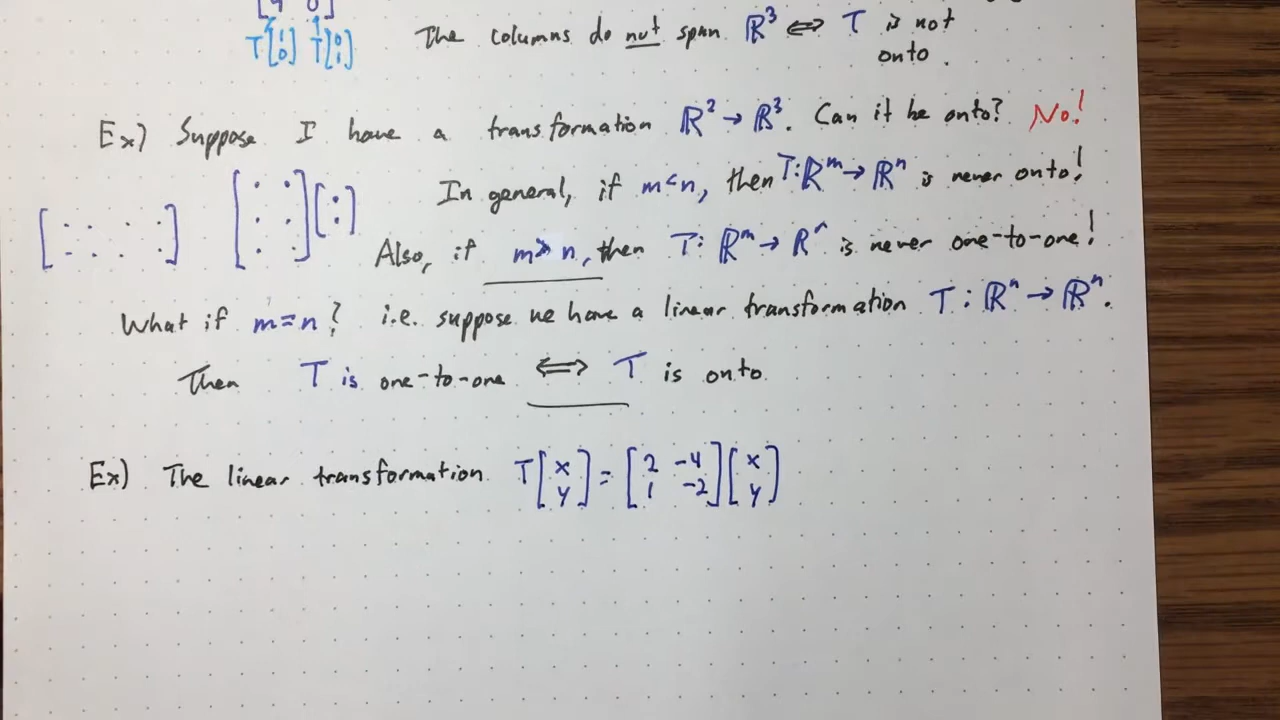 T[1 0] T[0 1]
The columns do not span ℝ³ ⟺ T is not
onto.
Ex) Suppose I have a transformation ℝ² → ℝ³. Can it be onto? No!
In general, if m<n, then T: ℝᵐ → ℝⁿ is never onto!
Also, if m > n, then T: ℝᵐ → ℝⁿ is never one-to-one!
What if m=n? i.e. suppose we have a linear transformation T: ℝⁿ → ℝⁿ.
Then T is one-to-one ⟺ T is onto.
Ex) The linear transformation T[x y] = [2 -4 1 -2][x y]